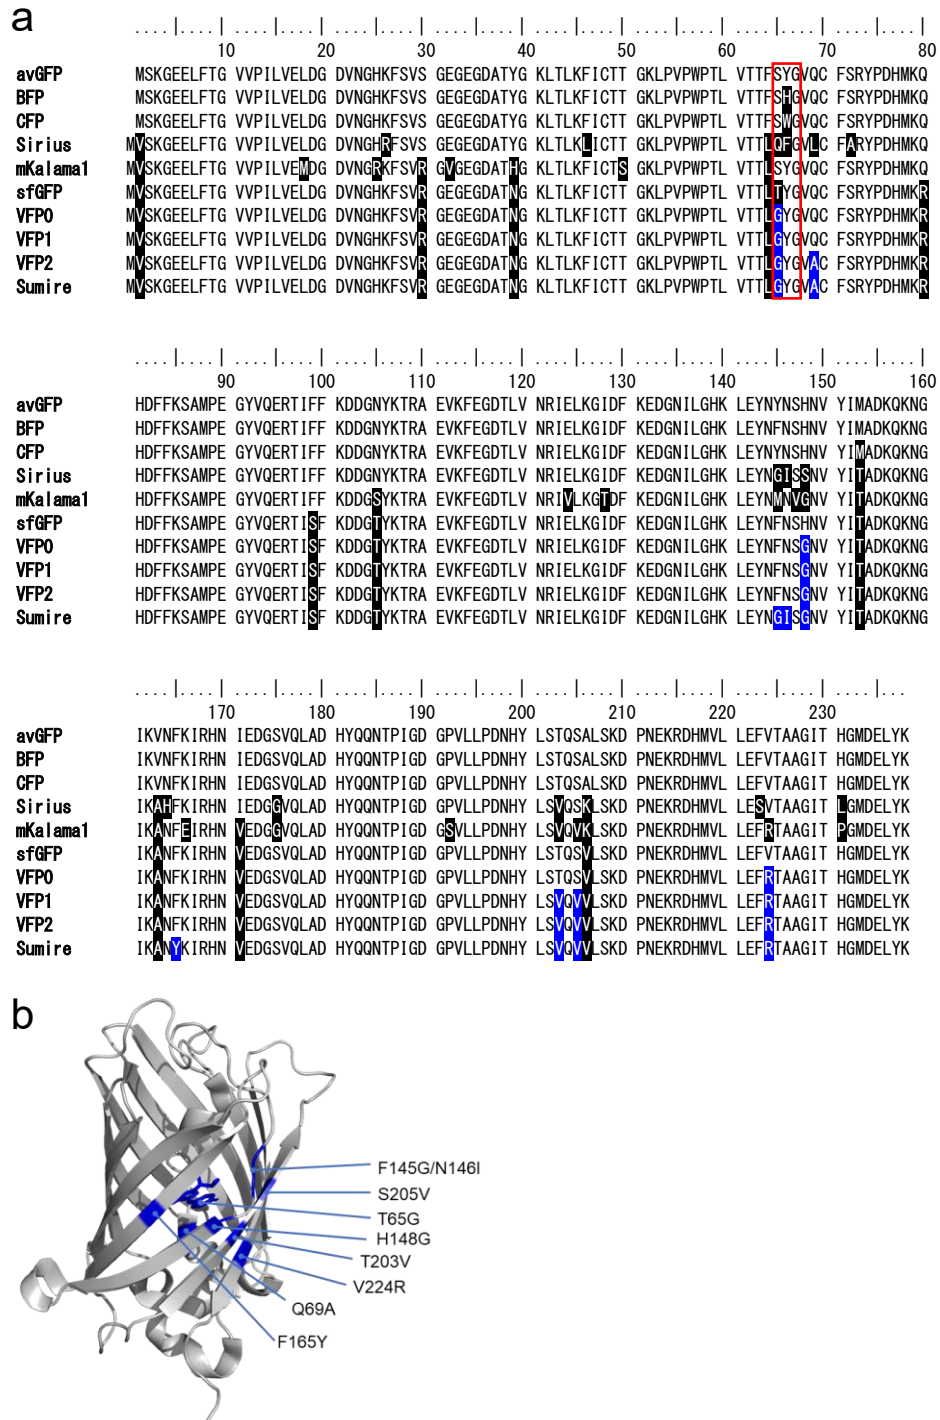 a
....|....|....|....|....|....|....|....|....|....|....|....|....|....|....|....|
10 20 30 40 50 60 70 80
avGFP MSKGEELFTG VVPILVELDG DVNGHKFSVS GEGEGDATYG KLTLKFICTT GKLPVPWPTL VTTFSYGVQC FSRYPDHMKQ
BFP MSKGEELFTG VVPILVELDG DVNGHKFSVS GEGEGDATYG KLTLKFICTT GKLPVPWPTL VTTFSHGVQC FSRYPDHMKQ
CFP MSKGEELFTG VVPILVELDG DVNGHKFSVS GEGEGDATYG KLTLKFICTT GKLPVPWPTL VTTFSWGVQC FSRYPDHMKQ
Sirius MVSKGEELFTG VVPILVELDG DVNGHRFSVS GEGEGDATYG KLTLKLICTT GKLPVPWPTL VTTLQFGVLC FARYPDHMKQ
mKalama1 MVSKGEELFTG VVPILVEMDG DVNGRKFSVR GVGEGDATHG KLTLKFICTS GKLPVPWPTL VTTLSYGVQC FSRYPDHMKQ
sfGFP MVSKGEELFTG VVPILVELDG DVNGHKFSVR GEGEGDATNG KLTLKFICTT GKLPVPWPTL VTTLTYGVQC FSRYPDHMKR
VFP0 MVSKGEELFTG VVPILVELDG DVNGHKFSVR GEGEGDATNG KLTLKFICTT GKLPVPWPTL VTTLGYGVQC FSRYPDHMKR
VFP1 MVSKGEELFTG VVPILVELDG DVNGHKFSVR GEGEGDATNG KLTLKFICTT GKLPVPWPTL VTTLGYGVQC FSRYPDHMKR
VFP2 MVSKGEELFTG VVPILVELDG DVNGHKFSVR GEGEGDATNG KLTLKFICTT GKLPVPWPTL VTTLGYGVAC FSRYPDHMKR
Sumire MVSKGEELFTG VVPILVELDG DVNGHKFSVR GEGEGDATNG KLTLKFICTT GKLPVPWPTL VTTLGYGVAC FSRYPDHMKR
....|....|....|....|....|....|....|....|....|....|....|....|....|....|....|....|
90 100 110 120 130 140 150 160
avGFP HDFFKSAMPE GYVQERTIFF KDDGNYKTRA EVKFEGDTLV NRIELKGIDF KEDGNILGHK LEYNYNSHNV YIMADKQKNG
BFP HDFFKSAMPE GYVQERTIFF KDDGNYKTRA EVKFEGDTLV NRIELKGIDF KEDGNILGHK LEYNFNSHNV YIMADKQKNG
CFP HDFFKSAMPE GYVQERTIFF KDDGNYKTRA EVKFEGDTLV NRIELKGIDF KEDGNILGHK LEYNYNSHNV YIMADKQKNG
Sirius HDFFKSAMPE GYVQERTIFF KDDGNYKTRA EVKFEGDTLV NRIELKGIDF KEDGNILGHK LEYNGISSNV YITADKQKNG
mKalama1 HDFFKSAMPE GYVQERTIFF KDDGSYKTRA EVKFEGDTLV NRIVLKGTDF KEDGNILGHK LEYNMNVGNV YITADKQKNG
sfGFP HDFFKSAMPE GYVQERTISF KDDGTYKTRA EVKFEGDTLV NRIELKGIDF KEDGNILGHK LEYNFNSHNV YITADKQKNG
VFP0 HDFFKSAMPE GYVQERTISF KDDGTYKTRA EVKFEGDTLV NRIELKGIDF KEDGNILGHK LEYNFNSGNV YITADKQKNG
VFP1 HDFFKSAMPE GYVQERTISF KDDGTYKTRA EVKFEGDTLV NRIELKGIDF KEDGNILGHK LEYNFNSGNV YITADKQKNG
VFP2 HDFFKSAMPE GYVQERTISF KDDGTYKTRA EVKFEGDTLV NRIELKGIDF KEDGNILGHK LEYNFNSGNV YITADKQKNG
Sumire HDFFKSAMPE GYVQERTISF KDDGTYKTRA EVKFEGDTLV NRIELKGIDF KEDGNILGHK LEYNGISGNV YITADKQKNG
....|....|....|....|....|....|....|....|....|....|....|....|....|....|....|...
170 180 190 200 210 220 230
avGFP IKVNFKIRHN IEDGSVQLAD HYQQNTPIGD GPVLLPDNHY LSTQSALSKD PNEKRDHMVL LEFVTAAGIT HGMDELYK
BFP IKVNFKIRHN IEDGSVQLAD HYQQNTPIGD GPVLLPDNHY LSTQSALSKD PNEKRDHMVL LEFVTAAGIT HGMDELYK
CFP IKVNFKIRHN IEDGSVQLAD HYQQNTPIGD GPVLLPDNHY LSTQSALSKD PNEKRDHMVL LEFVTAAGIT HGMDELYK
Sirius IKAHFKIRHN IEDGGVQLAD HYQQNTPIGD GPVLLPDNHY LSVQSKLSKD PNEKRDHMVL LESVTAAGIT LGMDELYK
mKalama1 IKANFEIRHN VEDGGVQLAD HYQQNTPIGD GSVLLPDNHY LSVQVKLSKD PNEKRDHMVL LEFRTAAGIT PGMDELYK
sfGFP IKANFKIRHN VEDGSVQLAD HYQQNTPIGD GPVLLPDNHY LSTQSVLSKD PNEKRDHMVL LEFVTAAGIT HGMDELYK
VFP0 IKANFKIRHN VEDGSVQLAD HYQQNTPIGD GPVLLPDNHY LSTQSVLSKD PNEKRDHMVL LEFRTAAGIT HGMDELYK
VFP1 IKANFKIRHN VEDGSVQLAD HYQQNTPIGD GPVLLPDNHY LSVQVVLSKD PNEKRDHMVL LEFRTAAGIT HGMDELYK
VFP2 IKANFKIRHN VEDGSVQLAD HYQQNTPIGD GPVLLPDNHY LSVQVVLSKD PNEKRDHMVL LEFRTAAGIT HGMDELYK
Sumire IKANYKIRHN VEDGSVQLAD HYQQNTPIGD GPVLLPDNHY LSVQVVLSKD PNEKRDHMVL LEFRTAAGIT HGMDELYK
b
F145G/N146I
S205V
T65G
H148G
T203V
V224R
Q69A
F165Y